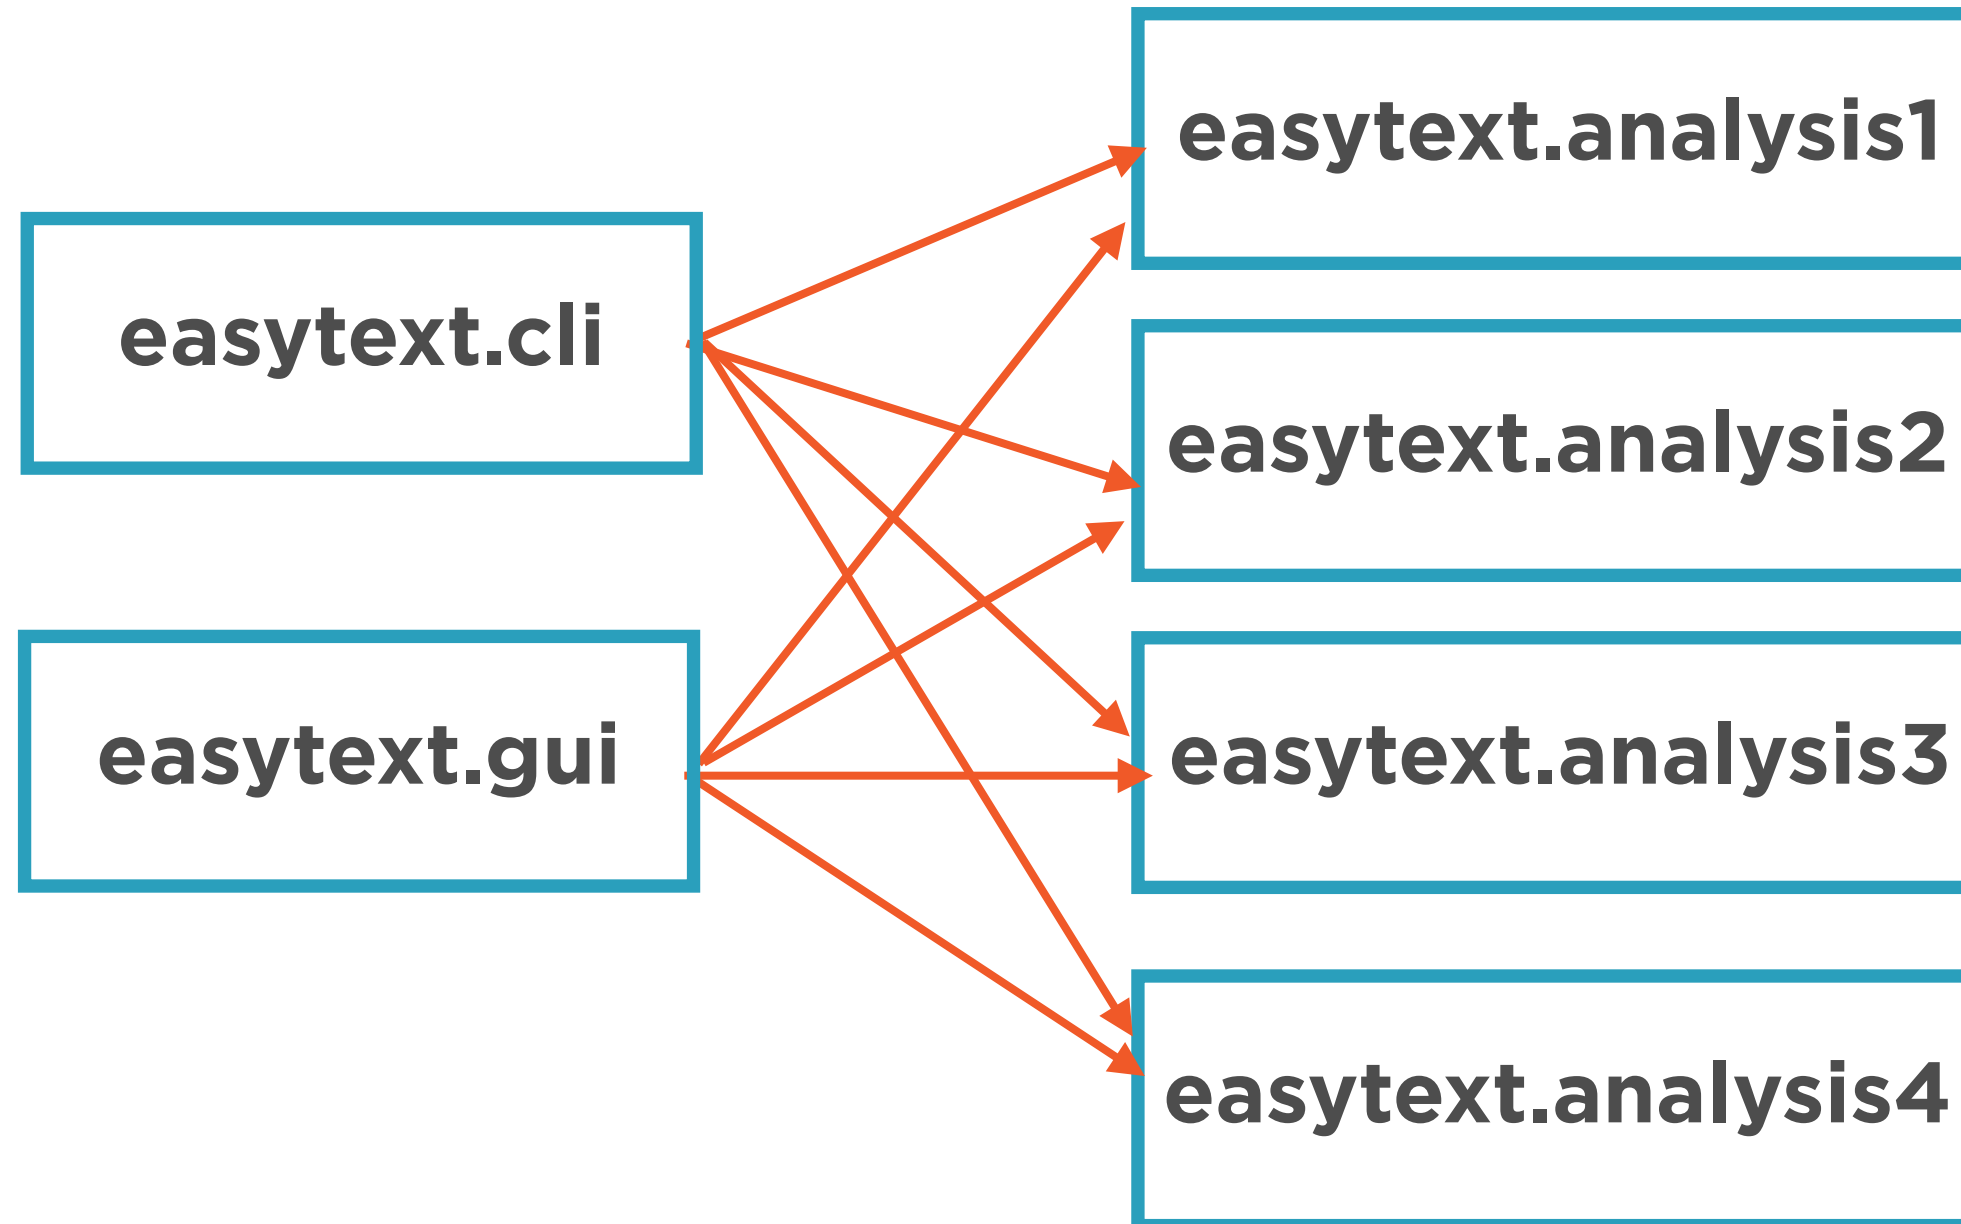 easytext.analysis1
easytext.cli
easytext.analysis2
easytext.gui
easytext.analysis3
easytext.analysis4